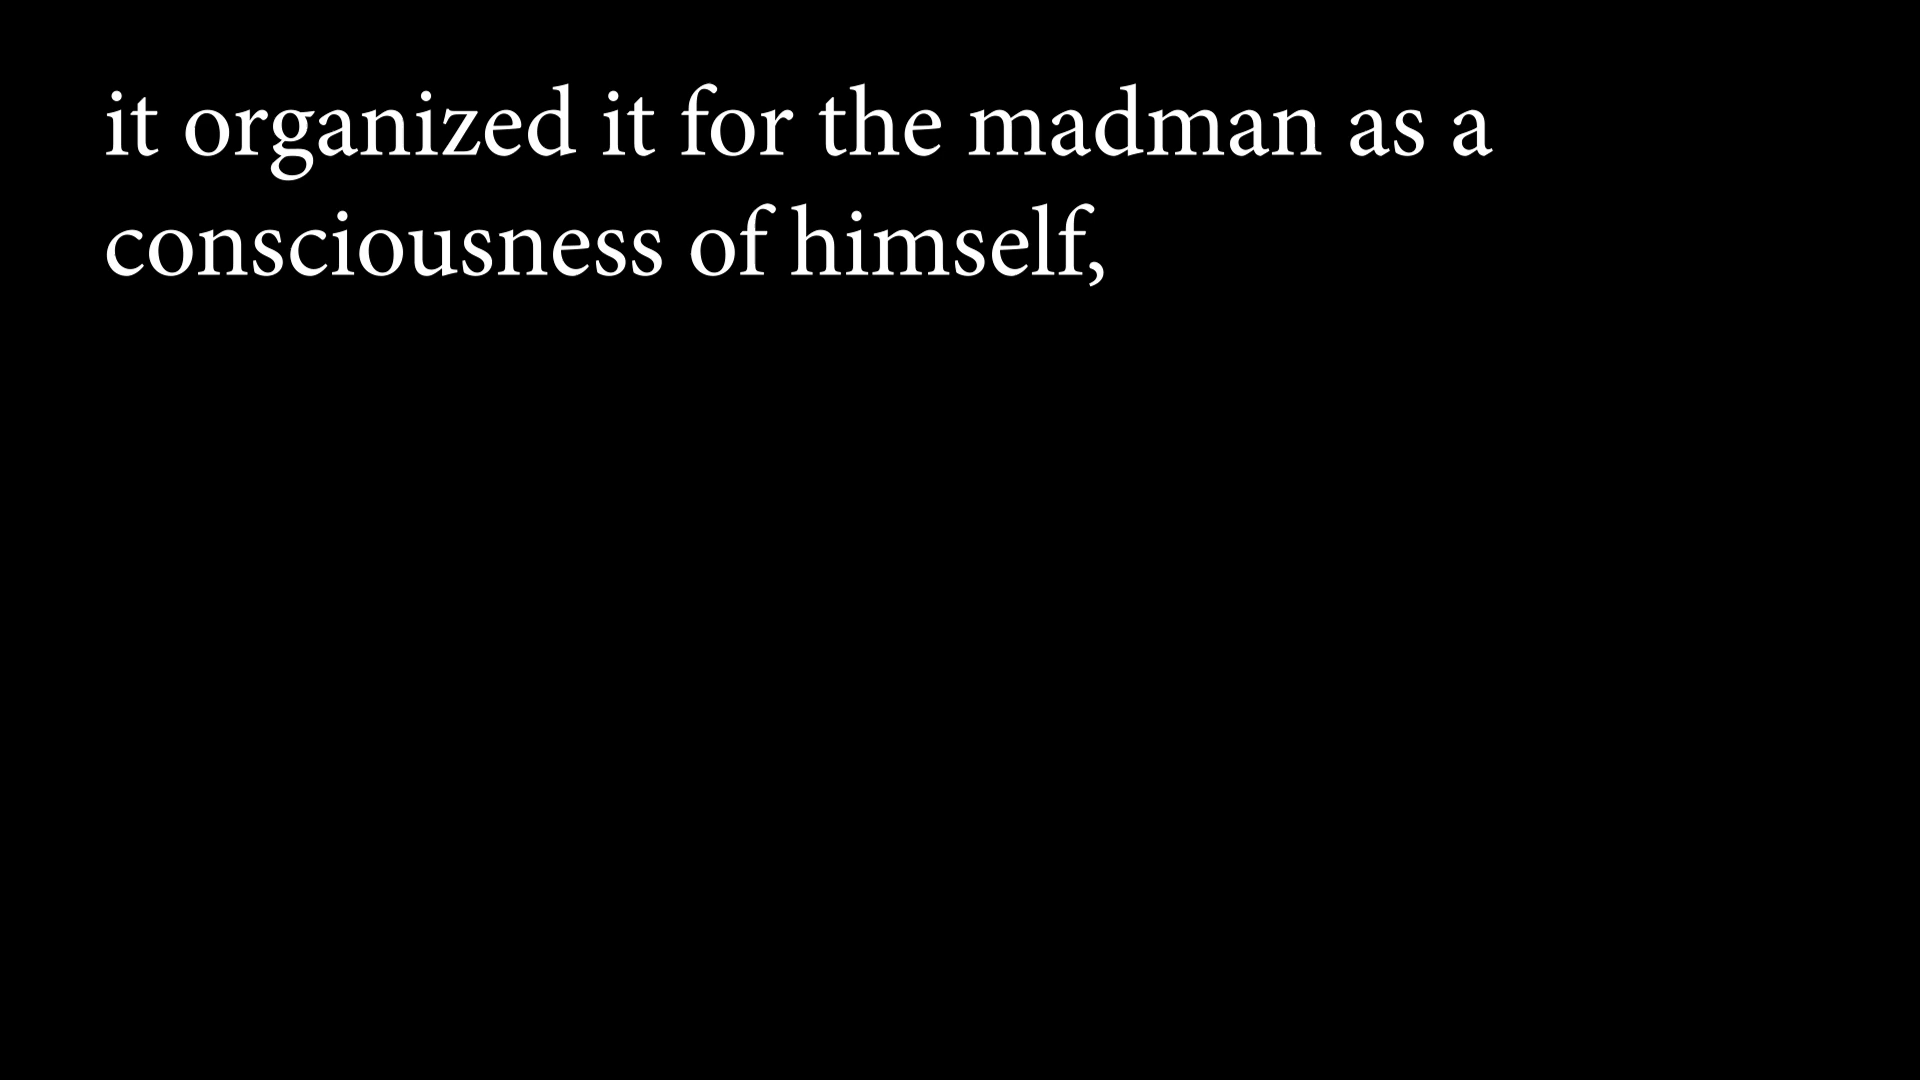 it organized it for the madman as a
consciousness of himself,